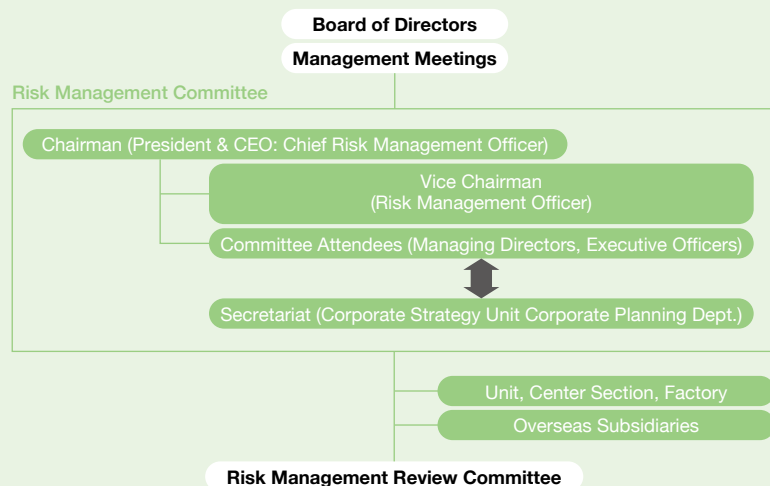 Board of Directors
Management Meetings
Risk Management Committee
Chairman (President & CEO: Chief Risk Management Officer)
Vice Chairman
(Risk Management Officer)
Committee Attendees (Managing Directors, Executive Officers)
Secretariat (Corporate Strategy Unit Corporate Planning Dept.)
Unit, Center Section, Factory
Overseas Subsidiaries
Risk Management Review Committee